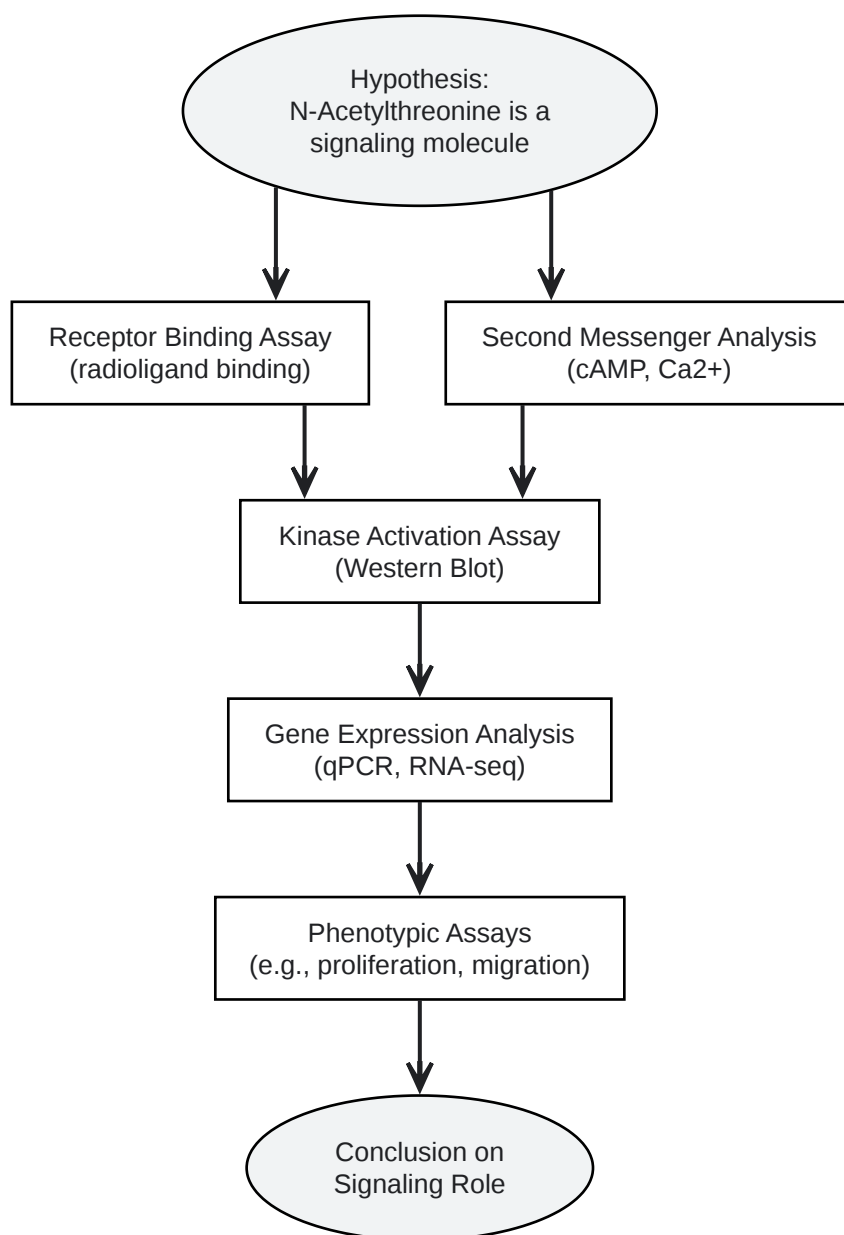 Hypothesis:
N-Acetylthreonine is a
signaling molecule
Receptor Binding Assay
(radioligand binding)
Second Messenger Analysis
(cAMP, Ca2+)
Kinase Activation Assay
(Western Blot)
Gene Expression Analysis
(qPCR, RNA-seq)
Phenotypic Assays
(e.g., proliferation, migration)
Conclusion on
Signaling Role